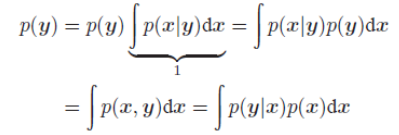 p(y) = p(y) ∫ p(x|y)dx = ∫ p(x|y)p(y)dx
1
= ∫ p(x, y)dx = ∫ p(y|x)p(x)dx